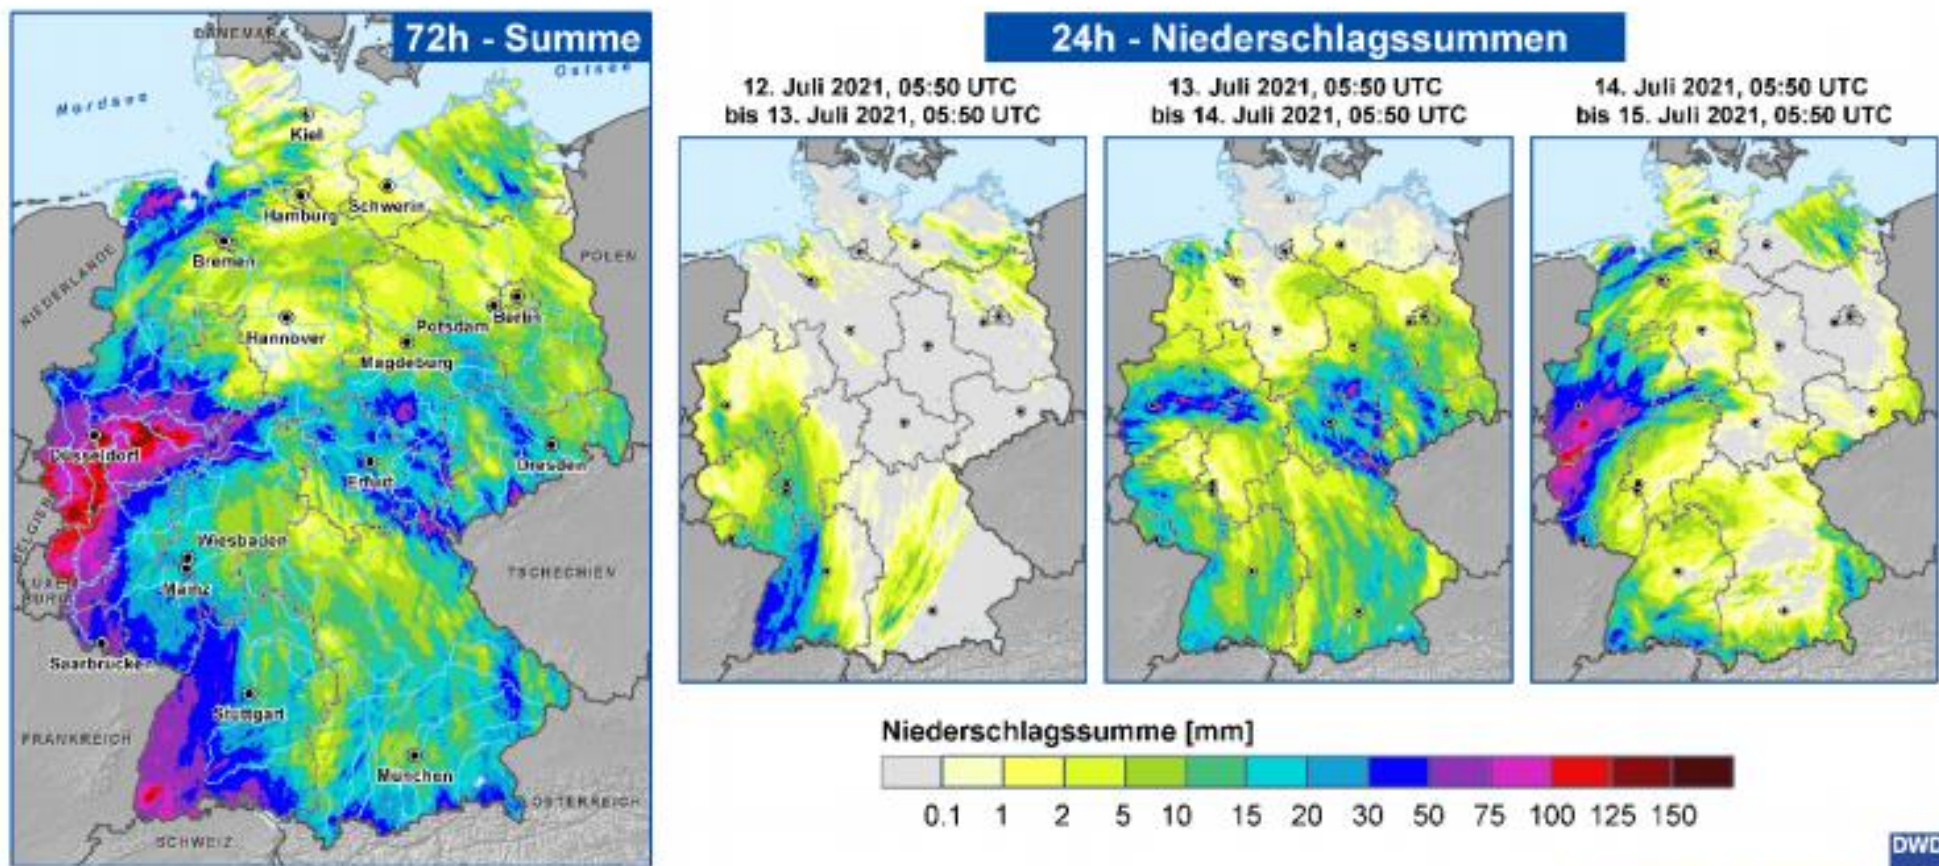 72h - Summe
DÄNEMARK
Ostsee
Nordsee
Kiel
Hamburg
Schwerin
Bremen
POLEN
NIEDERLANDE
Berlin
Potsdam
Hannover
Magdeburg
Düsseldorf
Dresden
Erfurt
BELGIEN
Wiesbaden
TSCHECHIEN
LUXEM
BURG
Mainz
Saarbrücken
Stuttgart
FRANKREICH
München
ÖSTERREICH
SCHWEIZ
24h - Niederschlagssummen
12. Juli 2021, 05:50 UTC
bis 13. Juli 2021, 05:50 UTC
13. Juli 2021, 05:50 UTC
bis 14. Juli 2021, 05:50 UTC
14. Juli 2021, 05:50 UTC
bis 15. Juli 2021, 05:50 UTC
Niederschlagssumme [mm]
0.1 1 2 5 10 15 20 30 50 75 100 125 150
DWD